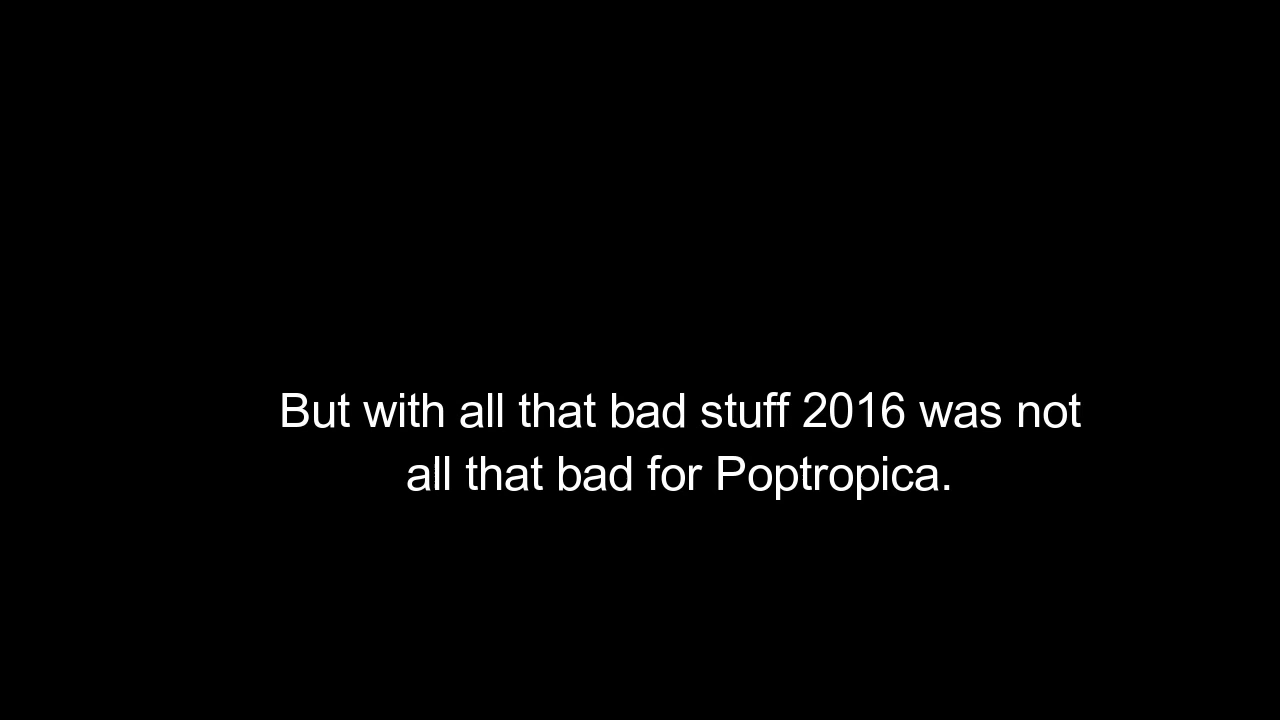 But with all that bad stuff 2016 was not
all that bad for Poptropica.